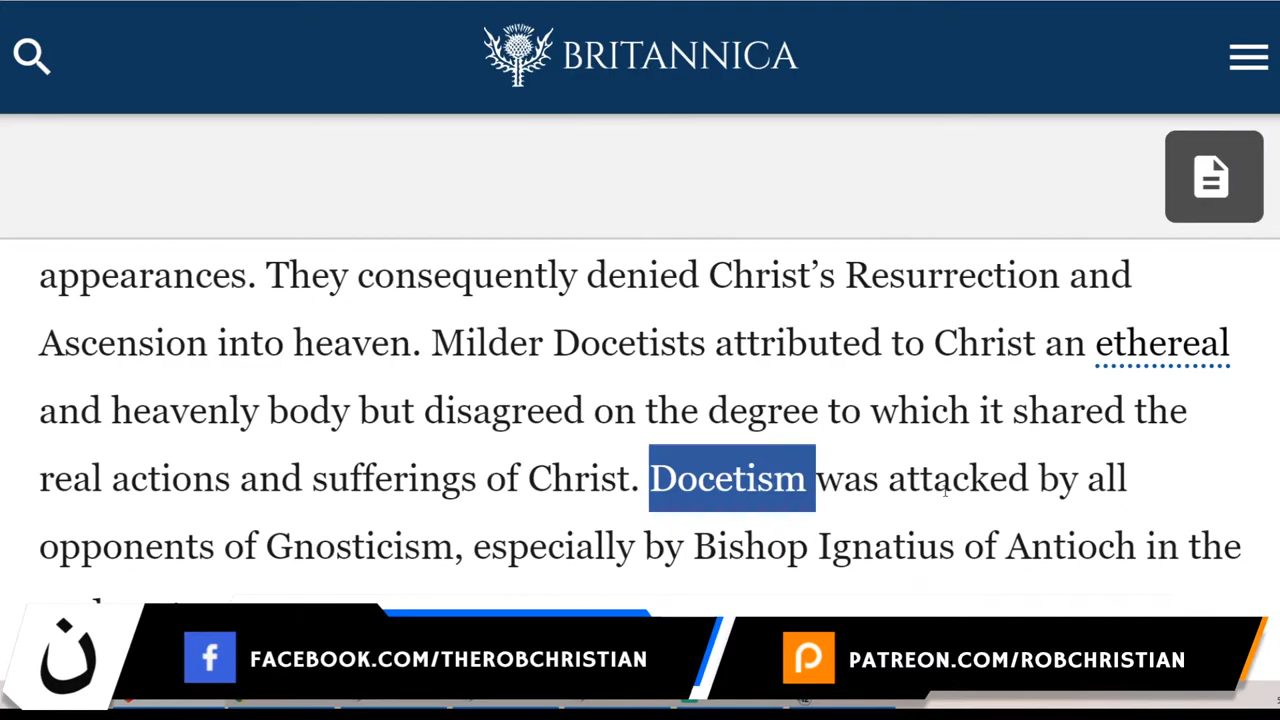 BRITANNICA
appearances. They consequently denied Christ’s Resurrection and
Ascension into heaven. Milder Docetists attributed to Christ an ethereal
and heavenly body but disagreed on the degree to which it shared the
real actions and sufferings of Christ. Docetism was attacked by all
opponents of Gnosticism, especially by Bishop Ignatius of Antioch in the
ن
f FACEBOOK.COM/THEROBCHRISTIAN
PATREON.COM/ROBCHRISTIAN